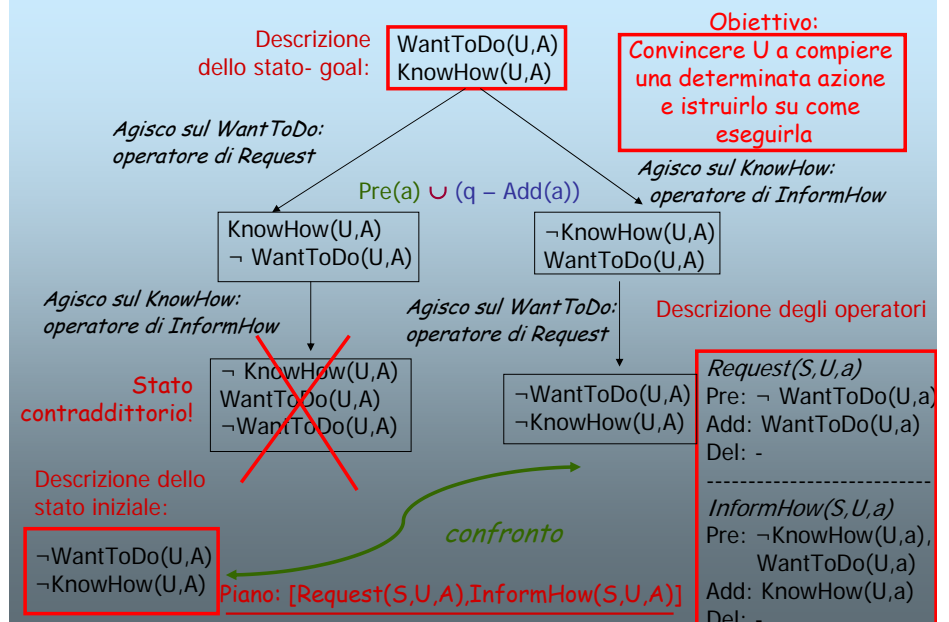 Descrizione
dello stato- goal:
WantToDo(U,A)
KnowHow(U,A)
Obiettivo:
Convincere U a compiere
una determinata azione
e istruirlo su come
eseguirla
Agisco sul WantToDo:
operatore di Request
Agisco sul KnowHow:
operatore di InformHow
Pre(a) ∪ (q – Add(a))
KnowHow(U,A)
¬ WantToDo(U,A)
¬KnowHow(U,A)
WantToDo(U,A)
Agisco sul KnowHow:
operatore di InformHow
Agisco sul WantToDo:
operatore di Request
Descrizione degli operatori
Stato
contraddittorio!
¬ KnowHow(U,A)
WantToDo(U,A)
¬WantToDo(U,A)
¬WantToDo(U,A)
¬KnowHow(U,A)
Request(S,U,a)
Pre: ¬ WantToDo(U,a)
Add: WantToDo(U,a)
Del: -
----------------------------
InformHow(S,U,a)
Pre: ¬KnowHow(U,a),
WantToDo(U,a)
Add: KnowHow(U,a)
Del: -
Descrizione dello
stato iniziale:
¬WantToDo(U,A)
¬KnowHow(U,A)
confronto
Piano: [Request(S,U,A),InformHow(S,U,A)]